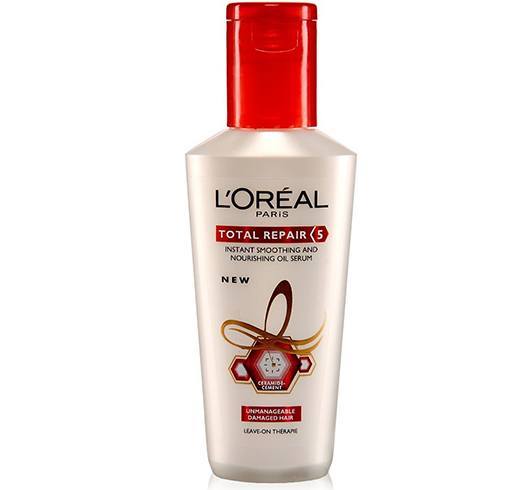 L'ORÉAL
PARIS
TOTAL REPAIR 5
INSTANT SMOOTHING AND
NOURISHING OIL SERUM
NEW
CERAMIDE-
CEMENT
UNMANAGEABLE
DAMAGED HAIR
LEAVE-ON THÉRAPIE